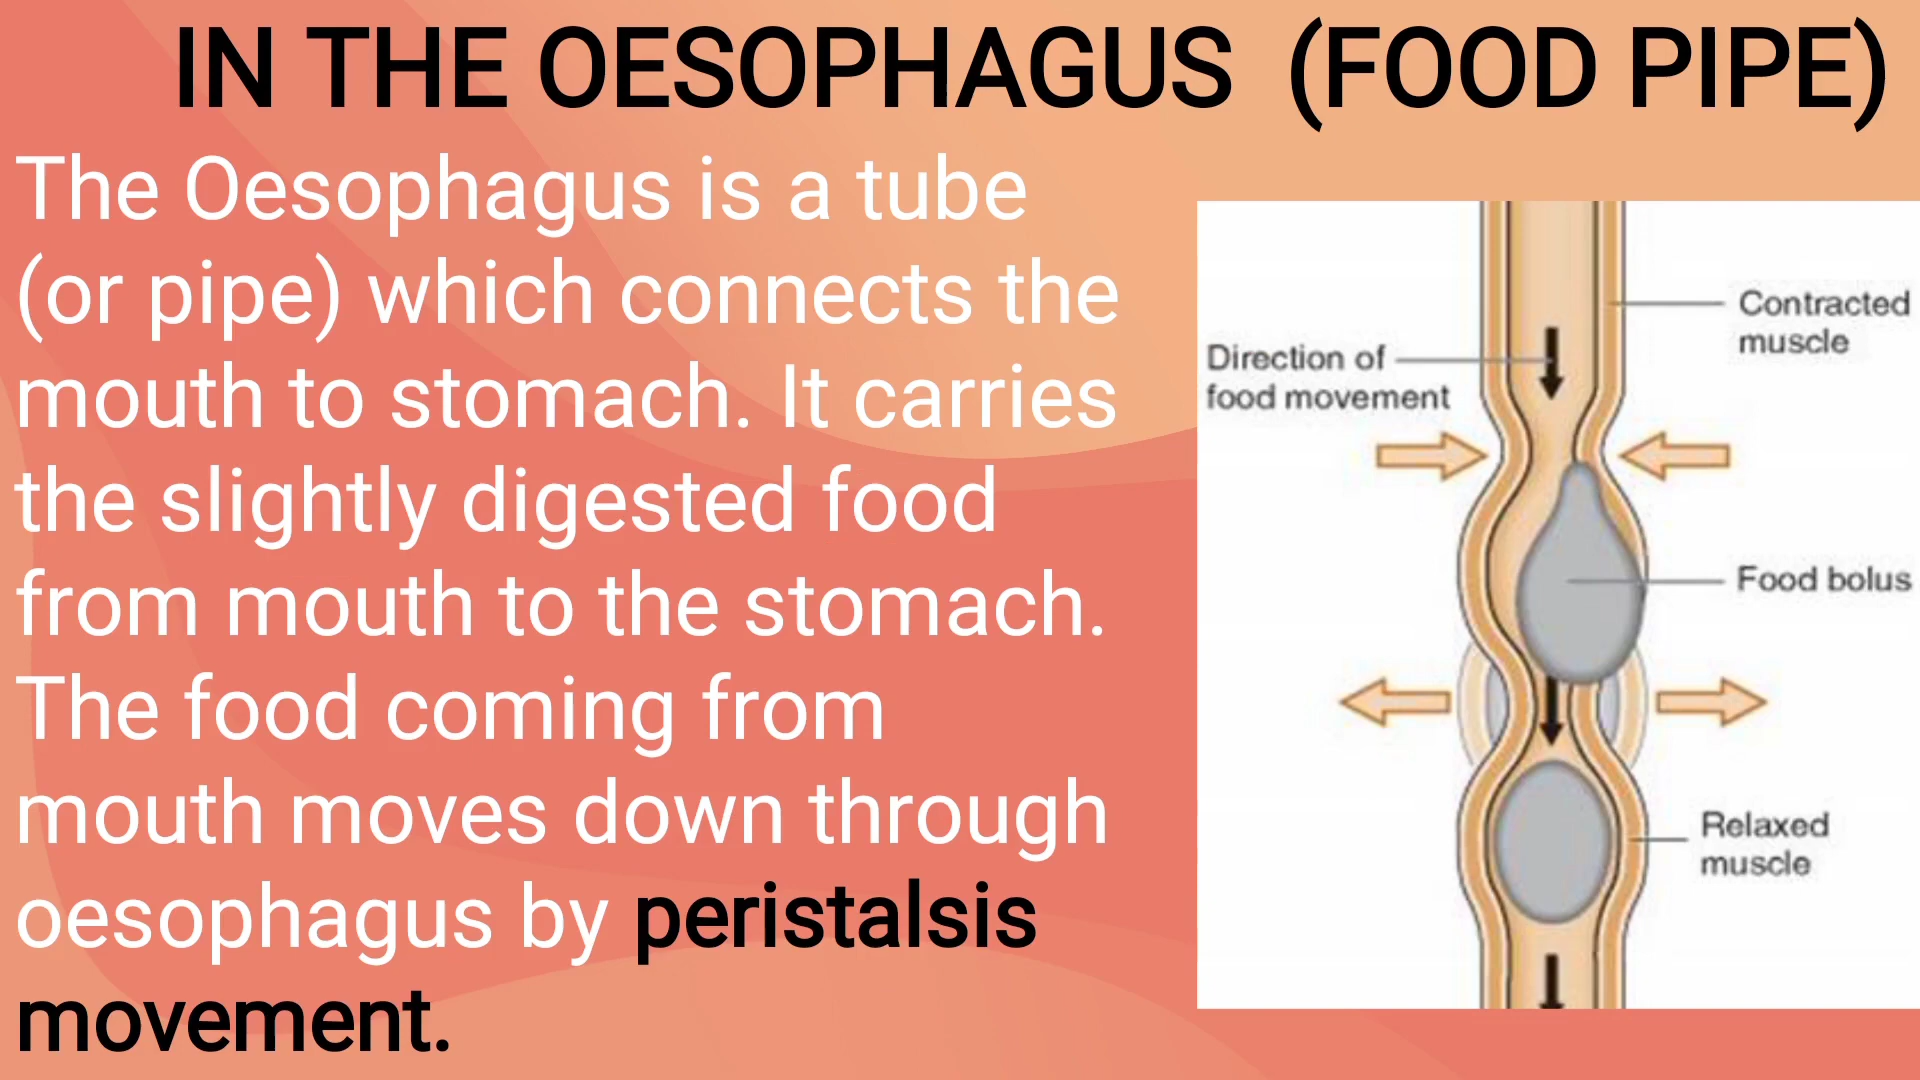 IN THE OESOPHAGUS (FOOD PIPE)
The Oesophagus is a tube
(or pipe) which connects the
mouth to stomach. It carries
the slightly digested food
from mouth to the stomach.
The food coming from
mouth moves down through
oesophagus by peristalsis
movement.
Contracted
muscle
Direction of
food movement
Food bolus
Relaxed
muscle